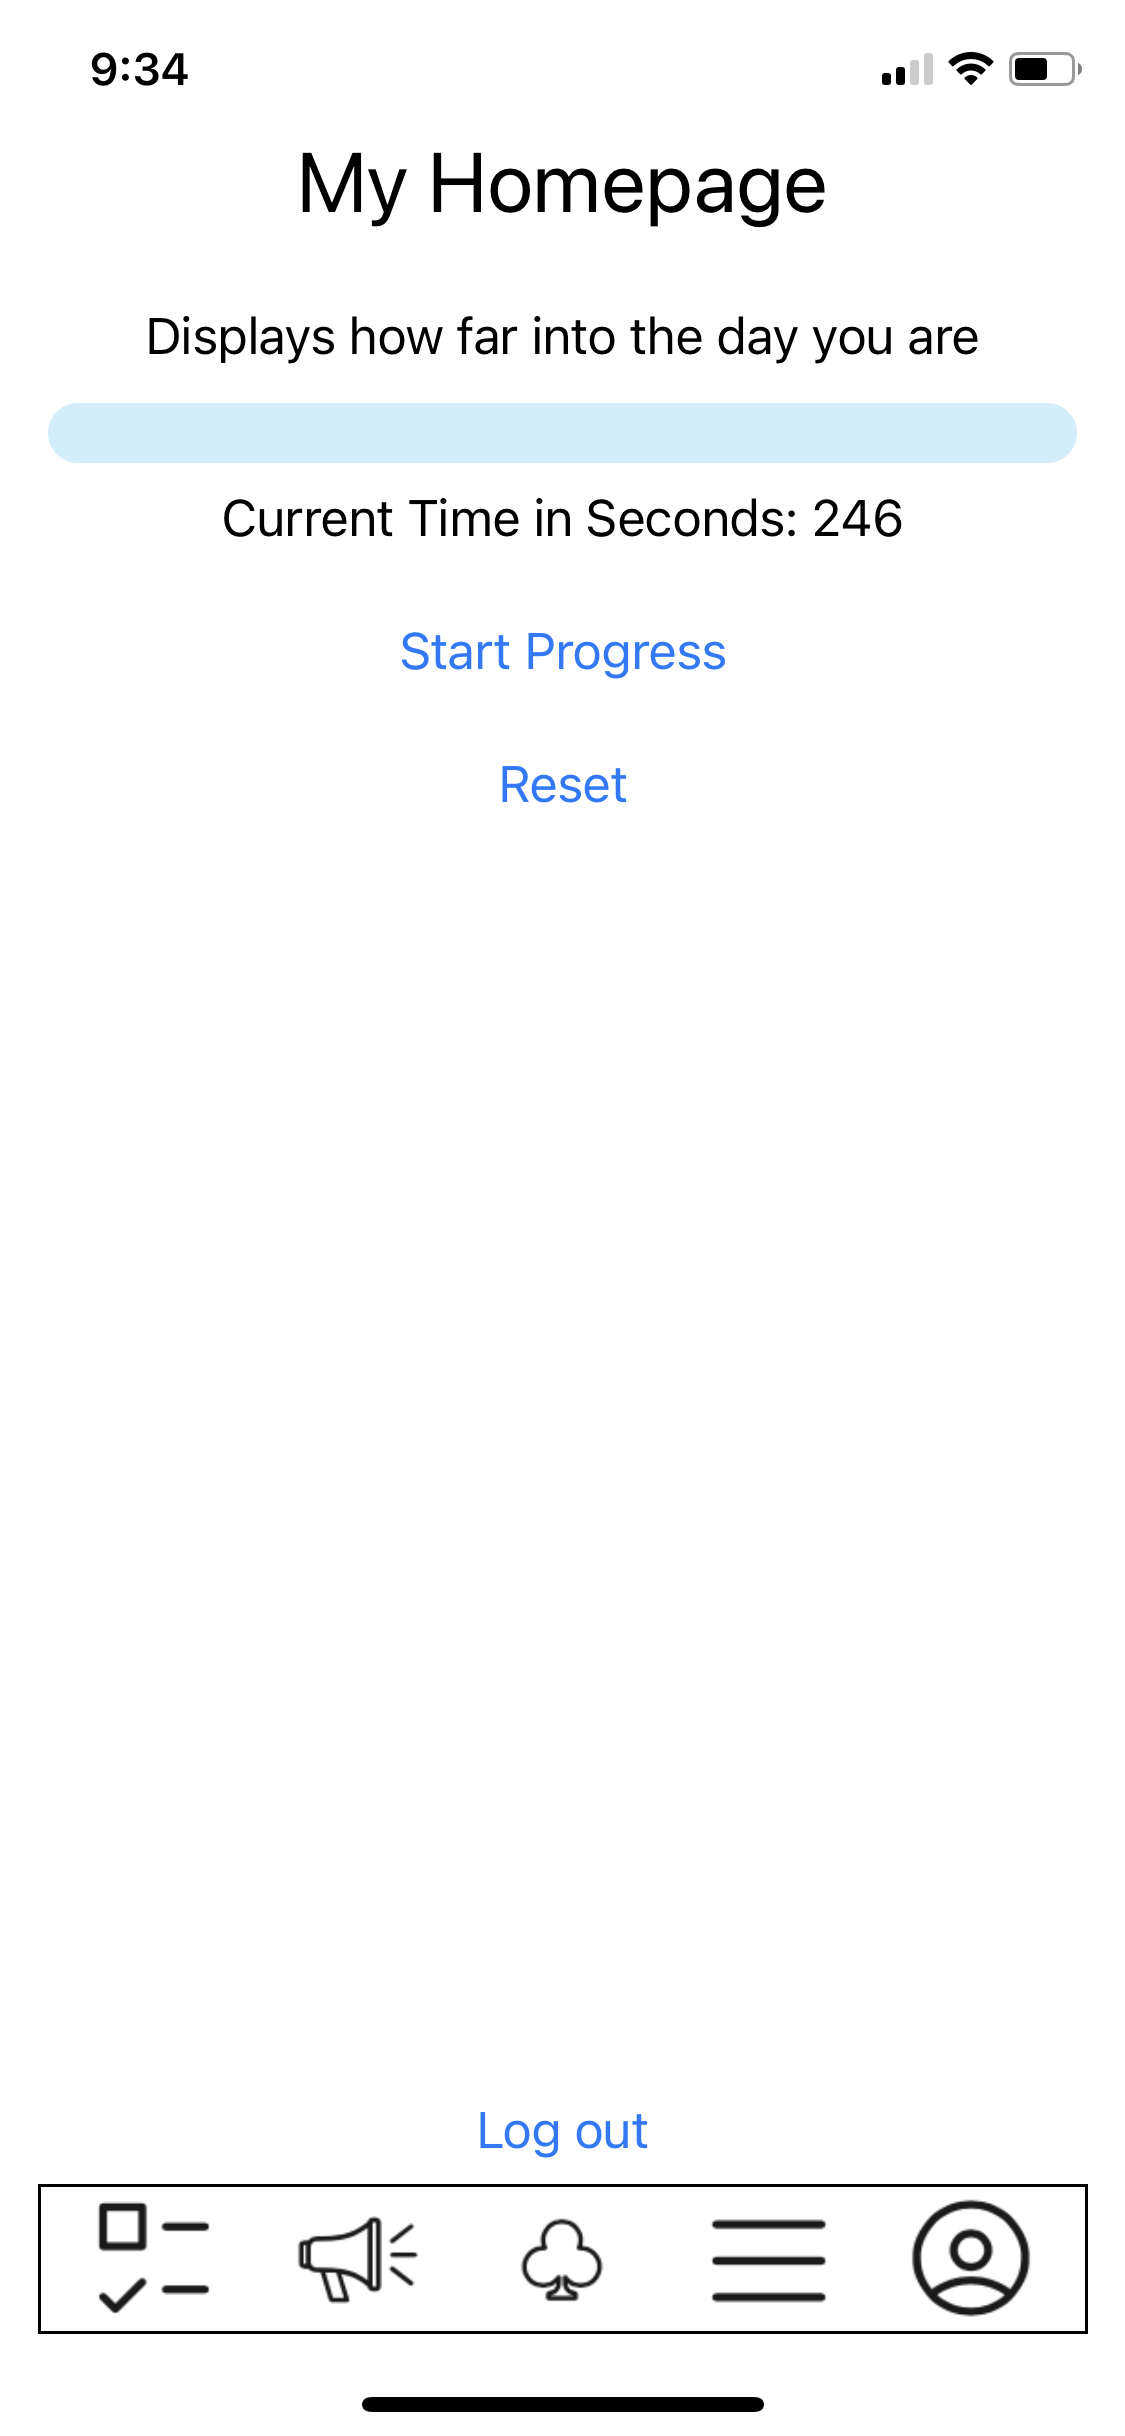 9:34
My Homepage
Displays how far into the day you are
Current Time in Seconds: 246
Start Progress
Reset
Log out